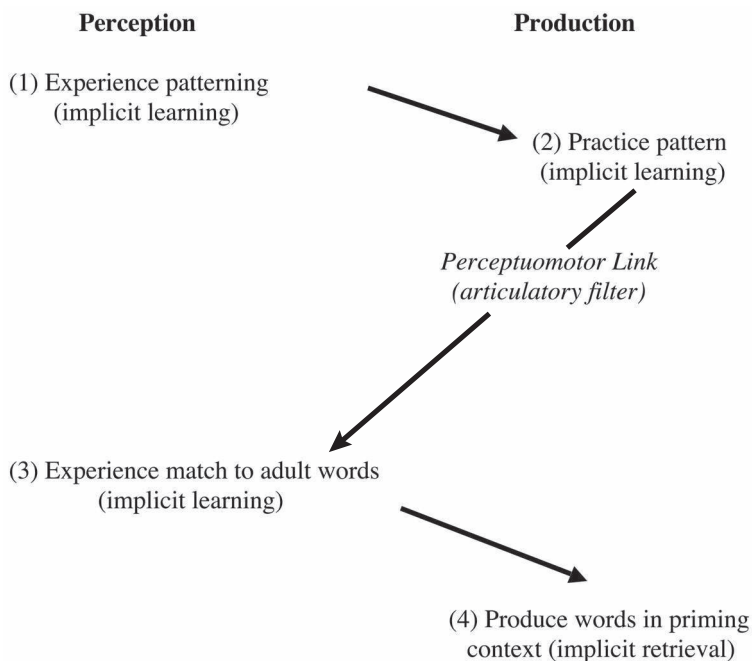 Perception
Production
(1) Experience patterning
(implicit learning)
(2) Practice pattern
(implicit learning)
Perceptuomotor Link
(articulatory filter)
(3) Experience match to adult words
(implicit learning)
(4) Produce words in priming
context (implicit retrieval)